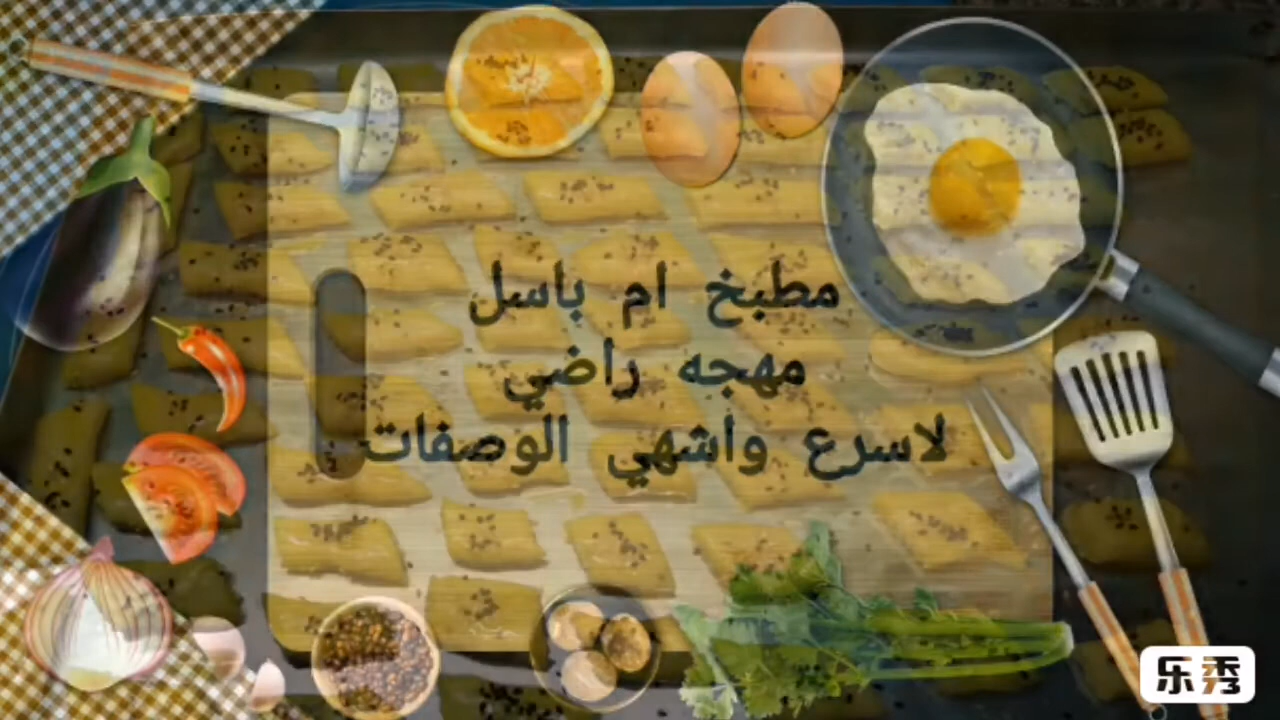 مطبخ ام باسل
مهجه راضي
لاسرع واشهي الوصفات
乐秀